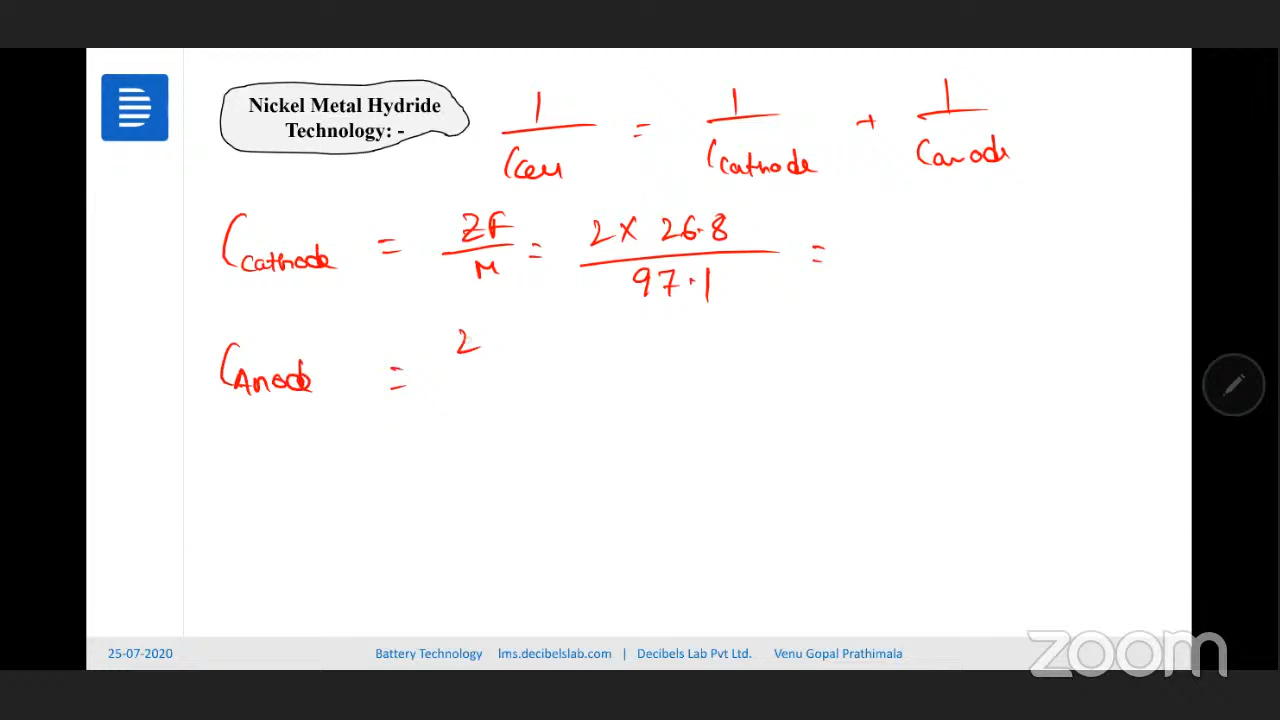 Nickel Metal Hydride
Technology: -
1/Ccell = 1/Ccathode + 1/Canode
Ccathode = ZF/M = 2 x 26.8/97.1 =
CAnode = 2
25-07-2020 Battery Technology lms.decibelslab.com | Decibels Lab Pvt Ltd. Venu Gopal Prathimala
zoom